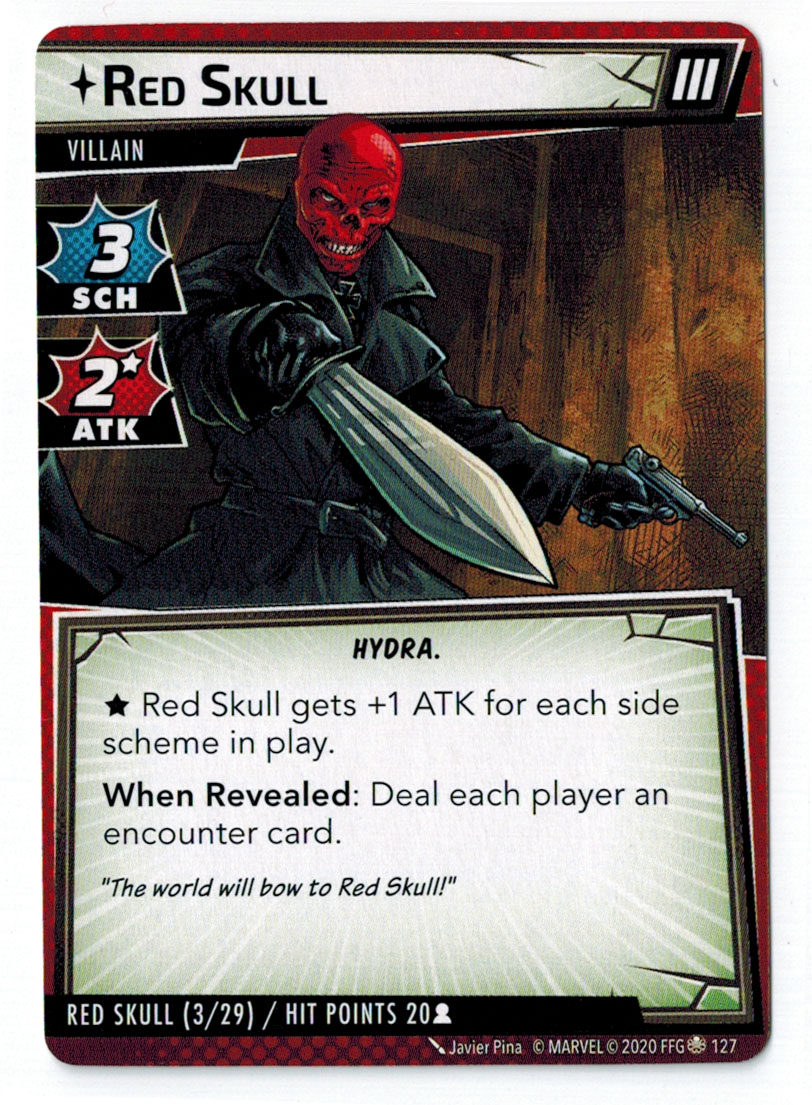 RED SKULL
III
VILLAIN
3
SCH
2
ATK
HYDRA.
★ Red Skull gets +1 ATK for each side
scheme in play.
When Revealed: Deal each player an
encounter card.
"The world will bow to Red Skull!"
RED SKULL (3/29) / HIT POINTS 20
Javier Pina © MARVEL © 2020 FFG 127